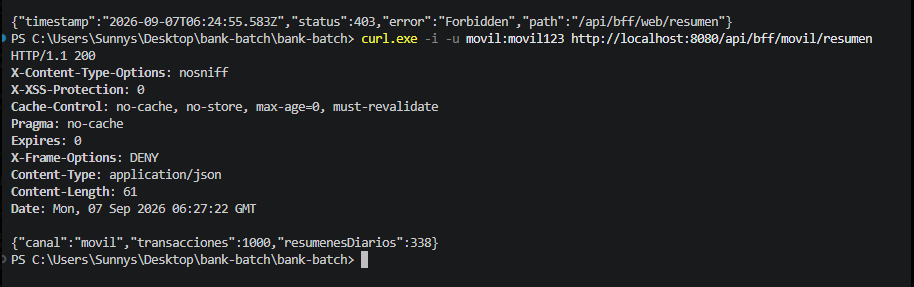 {"timestamp":"2026-09-07T06:24:55.583Z","status":403,"error":"Forbidden","path":"/api/bff/web/resumen"}
PS C:\Users\Sunnys\Desktop\bank-batch\bank-batch> curl.exe -i -u movil:movil123 http://localhost:8080/api/bff/movil/resumen
HTTP/1.1 200
X-Content-Type-Options: nosniff
X-XSS-Protection: 0
Cache-Control: no-cache, no-store, max-age=0, must-revalidate
Pragma: no-cache
Expires: 0
X-Frame-Options: DENY
Content-Type: application/json
Content-Length: 61
Date: Mon, 07 Sep 2026 06:27:22 GMT

{"canal":"movil","transacciones":1000,"resumenesDiarios":338}
PS C:\Users\Sunnys\Desktop\bank-batch\bank-batch>